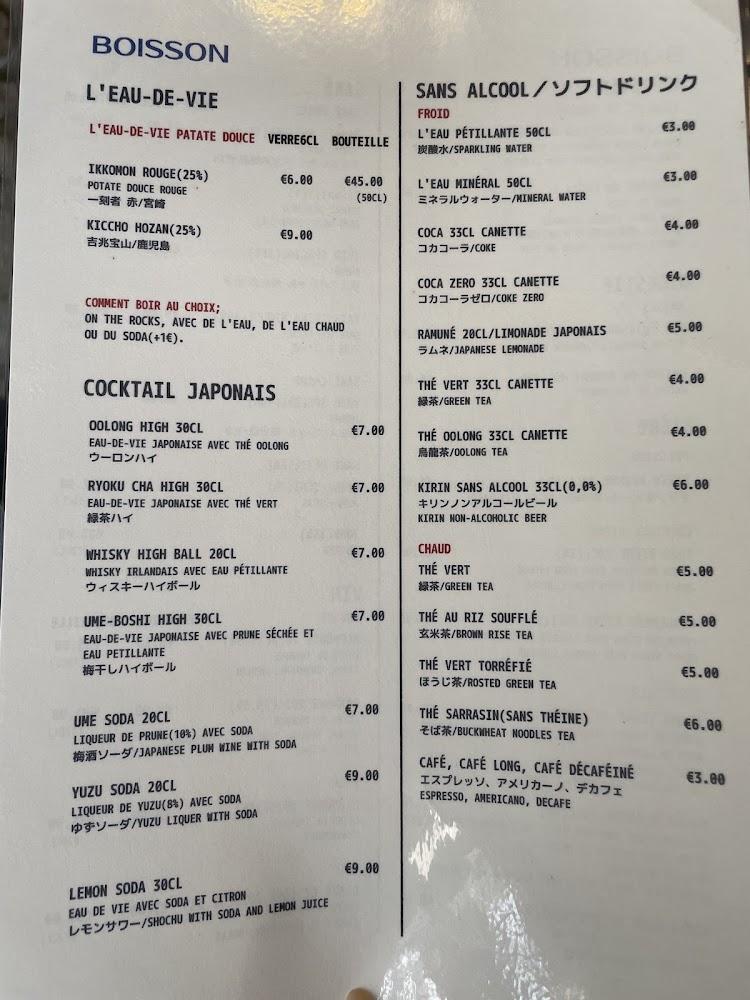 BOISSON
L'EAU-DE-VIE
L'EAU-DE-VIE PATATE DOUCE VERRE6CL BOUTEILLE
IKKOMON ROUGE(25%) €6.00 €45.00
POTATE DOUCE ROUGE (50CL)
一刻者 赤/宮崎
KICCHO HOZAN(25%) €9.00
吉兆宝山/鹿児島
COMMENT BOIR AU CHOIX;
ON THE ROCKS, AVEC DE L'EAU, DE L'EAU CHAUD
OU DU SODA(+1€).
COCKTAIL JAPONAIS
OOLONG HIGH 30CL €7.00
EAU-DE-VIE JAPONAISE AVEC THÉ OOLONG
ウーロンハイ
RYOKU CHA HIGH 30CL €7.00
EAU-DE-VIE JAPONAISE AVEC THÉ VERT
緑茶ハイ
WHISKY HIGH BALL 20CL €7.00
WHISKY IRLANDAIS AVEC EAU PÉTILLANTE
ウィスキーハイボール
UME-BOSHI HIGH 30CL €7.00
EAU-DE-VIE JAPONAISE AVEC PRUNE SÉCHÉE ET
EAU PETILLANTE
梅干しハイボール
UME SODA 20CL €7.00
LIQUEUR DE PRUNE(10%) AVEC SODA
梅酒ソーダ/JAPANESE PLUM WINE WITH SODA
YUZU SODA 20CL €9.00
LIQUEUR DE YUZU(8%) AVEC SODA
ゆずソーダ/YUZU LIQUER WITH SODA
LEMON SODA 30CL €9.00
EAU DE VIE AVEC SODA ET CITRON
レモンサワー/SHOCHU WITH SODA AND LEMON JUICE
SANS ALCOOL/ソフトドリンク
FROID
L'EAU PÉTILLANTE 50CL €3.00
炭酸水/SPARKLING WATER
L'EAU MINÉRAL 50CL €3.00
ミネラルウォーター/MINERAL WATER
COCA 33CL CANETTE €4.00
コカコーラ/COKE
COCA ZERO 33CL CANETTE €4.00
コカコーラゼロ/COKE ZERO
RAMUNÉ 20CL/LIMONADE JAPONAIS €5.00
ラムネ/JAPANESE LEMONADE
THÉ VERT 33CL CANETTE €4.00
緑茶/GREEN TEA
THÉ OOLONG 33CL CANETTE €4.00
烏龍茶/OOLONG TEA
KIRIN SANS ALCOOL 33CL(0,0%) €6.00
キリンノンアルコールビール
KIRIN NON-ALCOHOLIC BEER
CHAUD
THÉ VERT €5.00
緑茶/GREEN TEA
THÉ AU RIZ SOUFFLÉ €5.00
玄米茶/BROWN RISE TEA
THÉ VERT TORRÉFIÉ €5.00
ほうじ茶/ROSTED GREEN TEA
THÉ SARRASIN(SANS THÉINE) €6.00
そば茶/BUCKWHEAT NOODLES TEA
CAFÉ, CAFÉ LONG, CAFÉ DÉCAFÉINÉ €3.00
エスプレッソ、アメリカーノ、デカフェ
ESPRESSO, AMERICANO, DECAFE